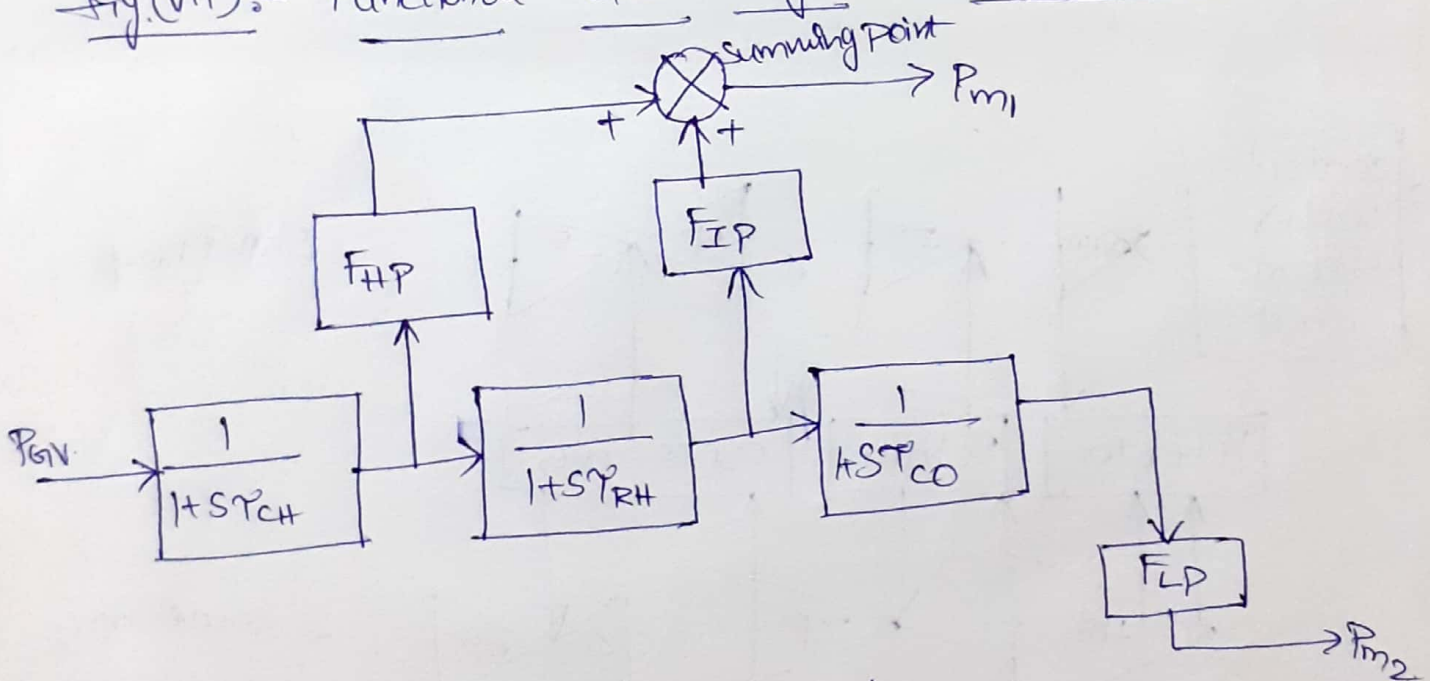 summing point
Pm1
+
+
FHP
FIP
PGV
1
1+SτCH
1
1+SτRH
1
1+SτCO
FLP
Pm2